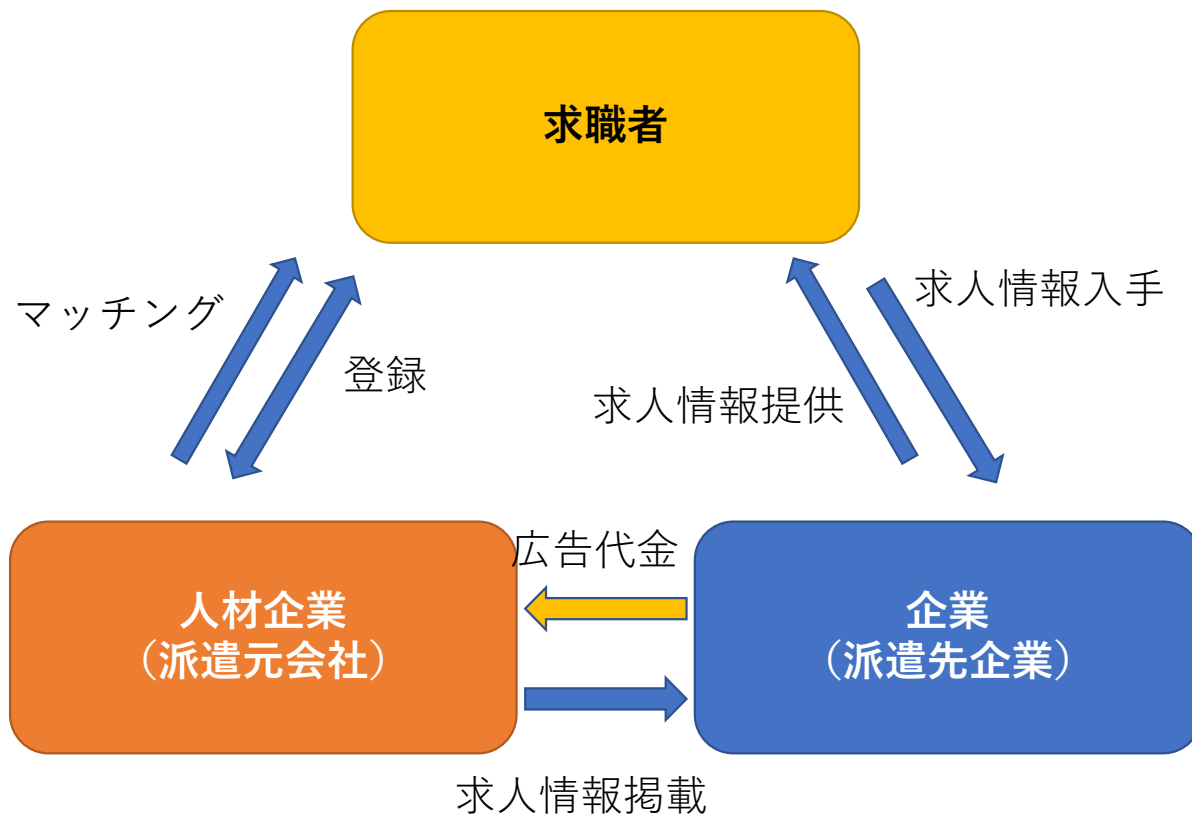 求職者
マッチング
登録
求人情報入手
求人情報提供
広告代金
人材企業
（派遣元会社）
企業
（派遣先企業）
求人情報掲載